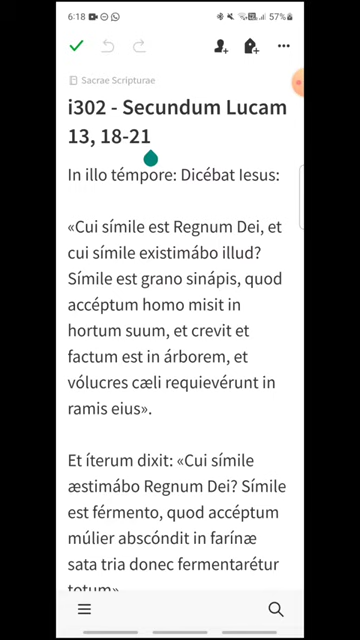 6:18
57%
Sacrae Scripturae
i302 - Secundum Lucam
13, 18-21
In illo témpore: Dicébat Iesus:
«Cui símile est Regnum Dei, et
cui símile existimábo illud?
Símile est grano sinápis, quod
accéptum homo misit in
hortum suum, et crevit et
factum est in árborem, et
vólucres cæli requievérunt in
ramis eius».
Et íterum dixit: «Cui símile
æstimábo Regnum Dei? Símile
est férmento, quod accéptum
múlier abscóndit in farínæ
sata tria donec fermentarétur
totum»